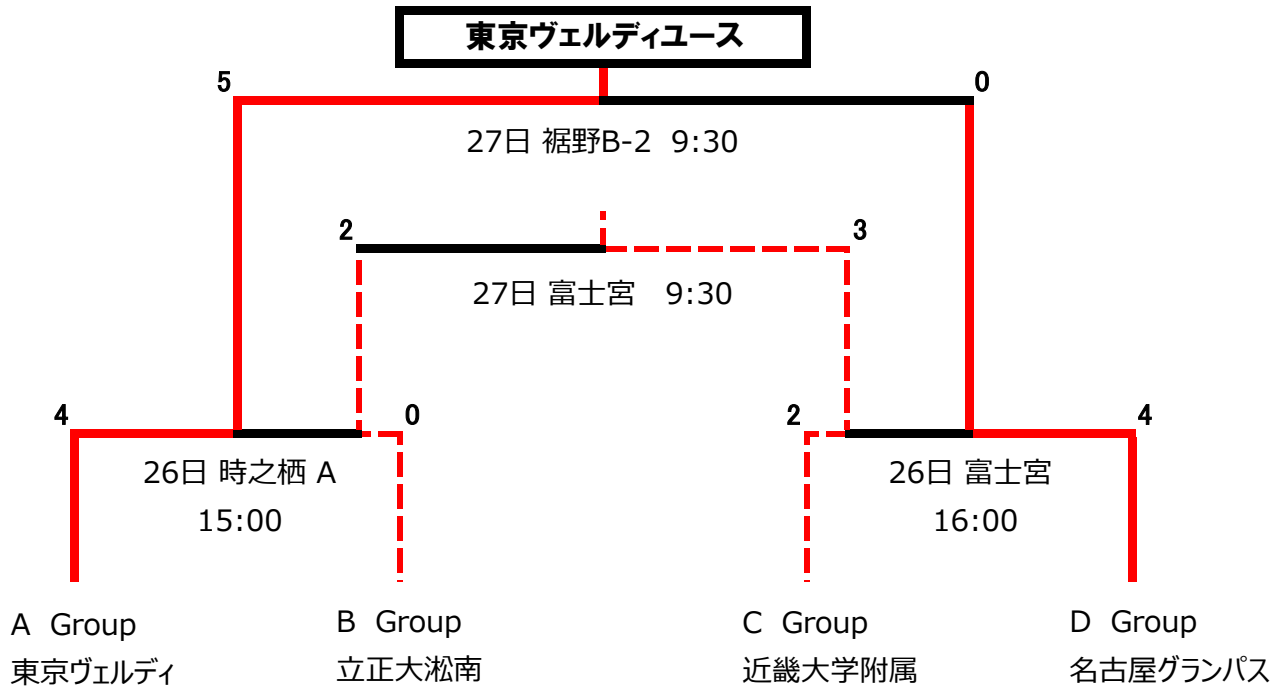 東京ヴェルディユース
5
0
27日 裾野B-2 9:30
2
3
27日 富士宮 9:30
4
0
2
4
26日 時之栖 A
15:00
26日 富士宮
16:00
A Group
東京ヴェルディ
B Group
立正大淞南
C Group
近畿大学附属
D Group
名古屋グランパス